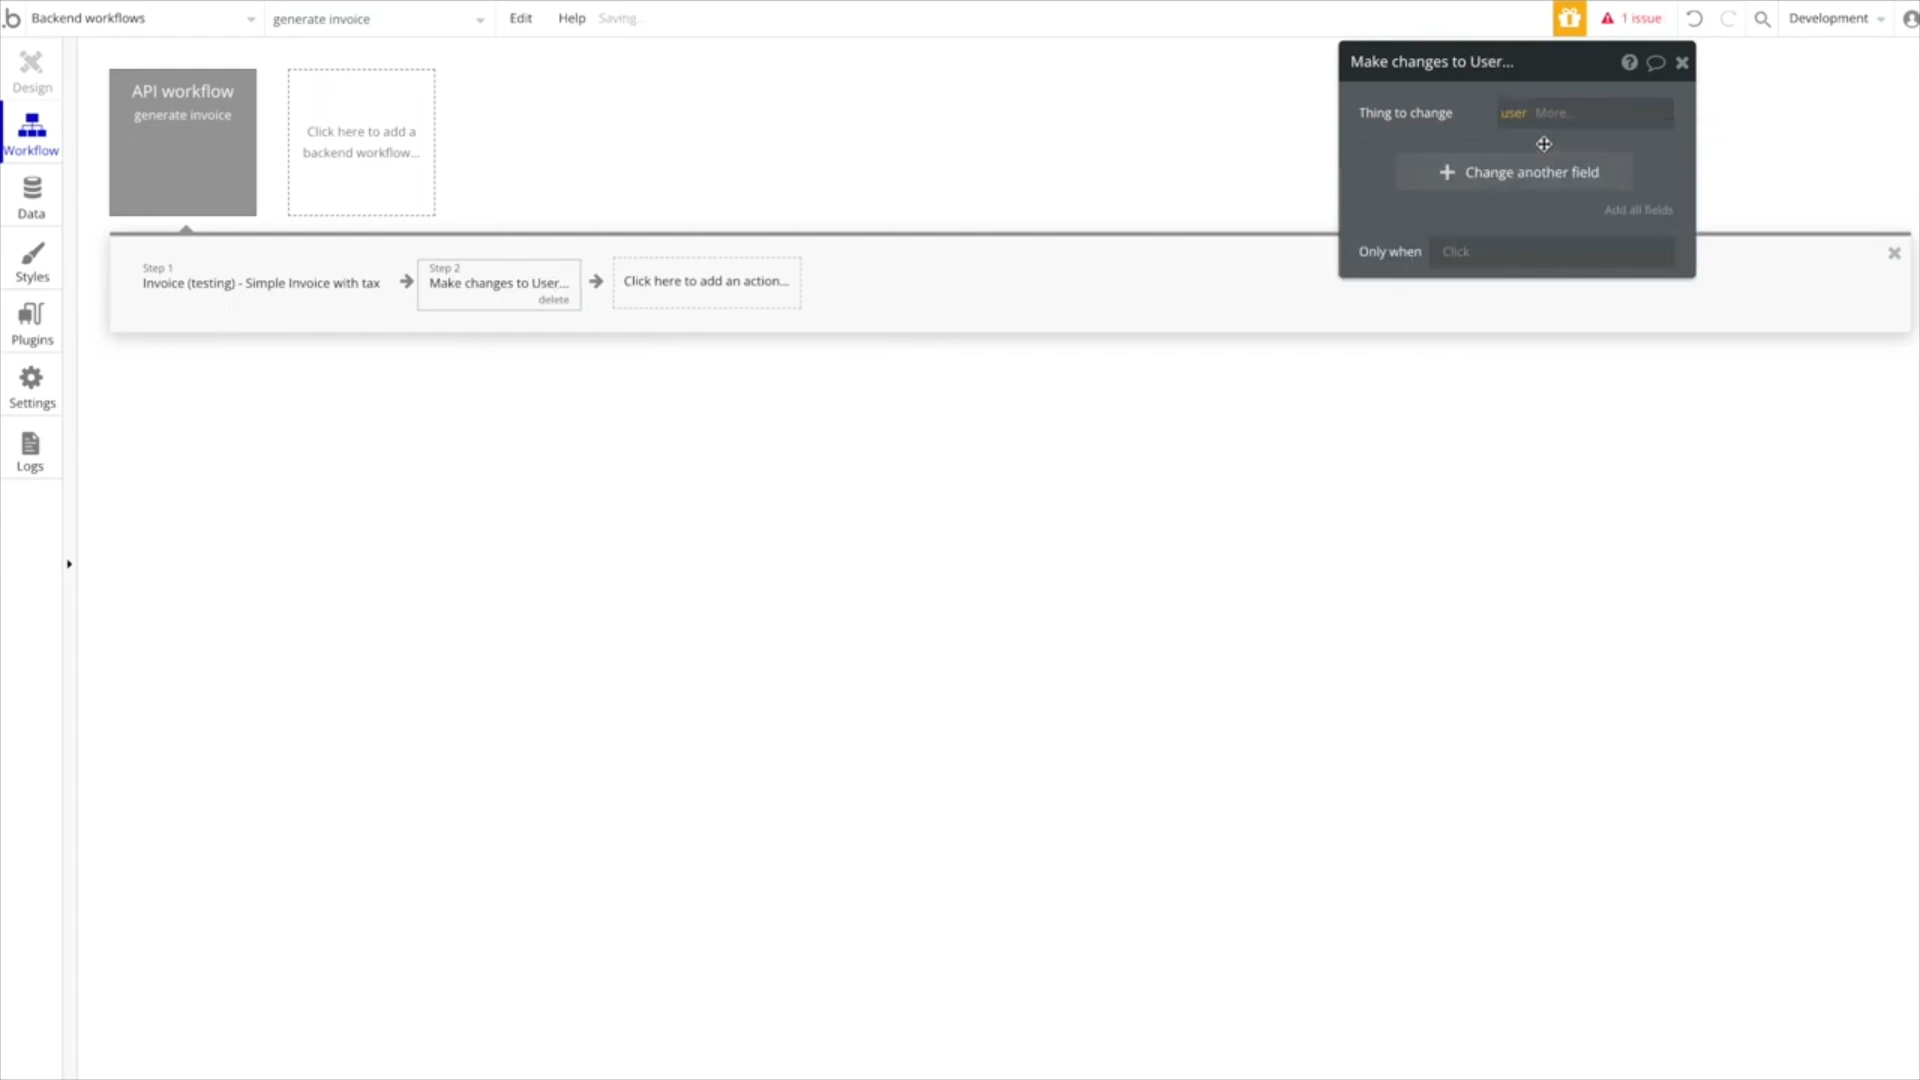 .b Backend workflows generate invoice Edit Help Saving... 1 issue Development
Design
Workflow
Data
Styles
Plugins
Settings
Logs
API workflow
generate invoice
Click here to add a
backend workflow...
Step 1
Invoice (testing) - Simple Invoice with tax
Step 2
Make changes to User...
delete
Click here to add an action...
Make changes to User...
Thing to change user More...
Change another field
Add all fields
Only when Click